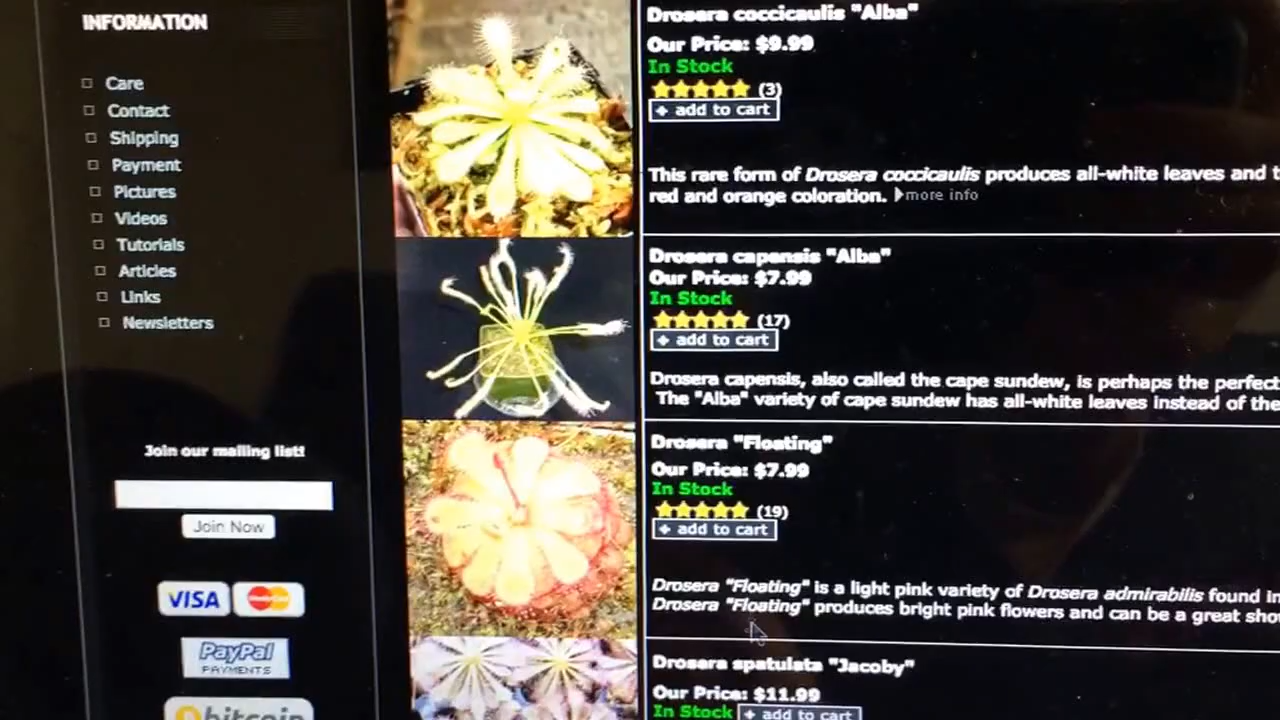 INFORMATION
Care
Contact
Shipping
Payment
Pictures
Videos
Tutorials
Articles
Links
Newsletters
Join our mailing list!
Join Now
VISA
MasterCard
PayPal
PAYMENTS
bitcoin
Drosera coccicaulis "Alba"
Our Price: $9.99
In Stock
(3)
+ add to cart
This rare form of Drosera coccicaulis produces all-white leaves and t
red and orange coloration. more info
Drosera capensis "Alba"
Our Price: $7.99
In Stock
(17)
+ add to cart
Drosera capensis, also called the cape sundew, is perhaps the perfect
The "Alba" variety of cape sundew has all-white leaves instead of the
Drosera "Floating"
Our Price: $7.99
In Stock
(19)
+ add to cart
Drosera "Floating" is a light pink variety of Drosera admirabilis found in
Drosera "Floating" produces bright pink flowers and can be a great sho
Drosera spatulata "Jacoby"
Our Price: $11.99
In Stock + add to cart